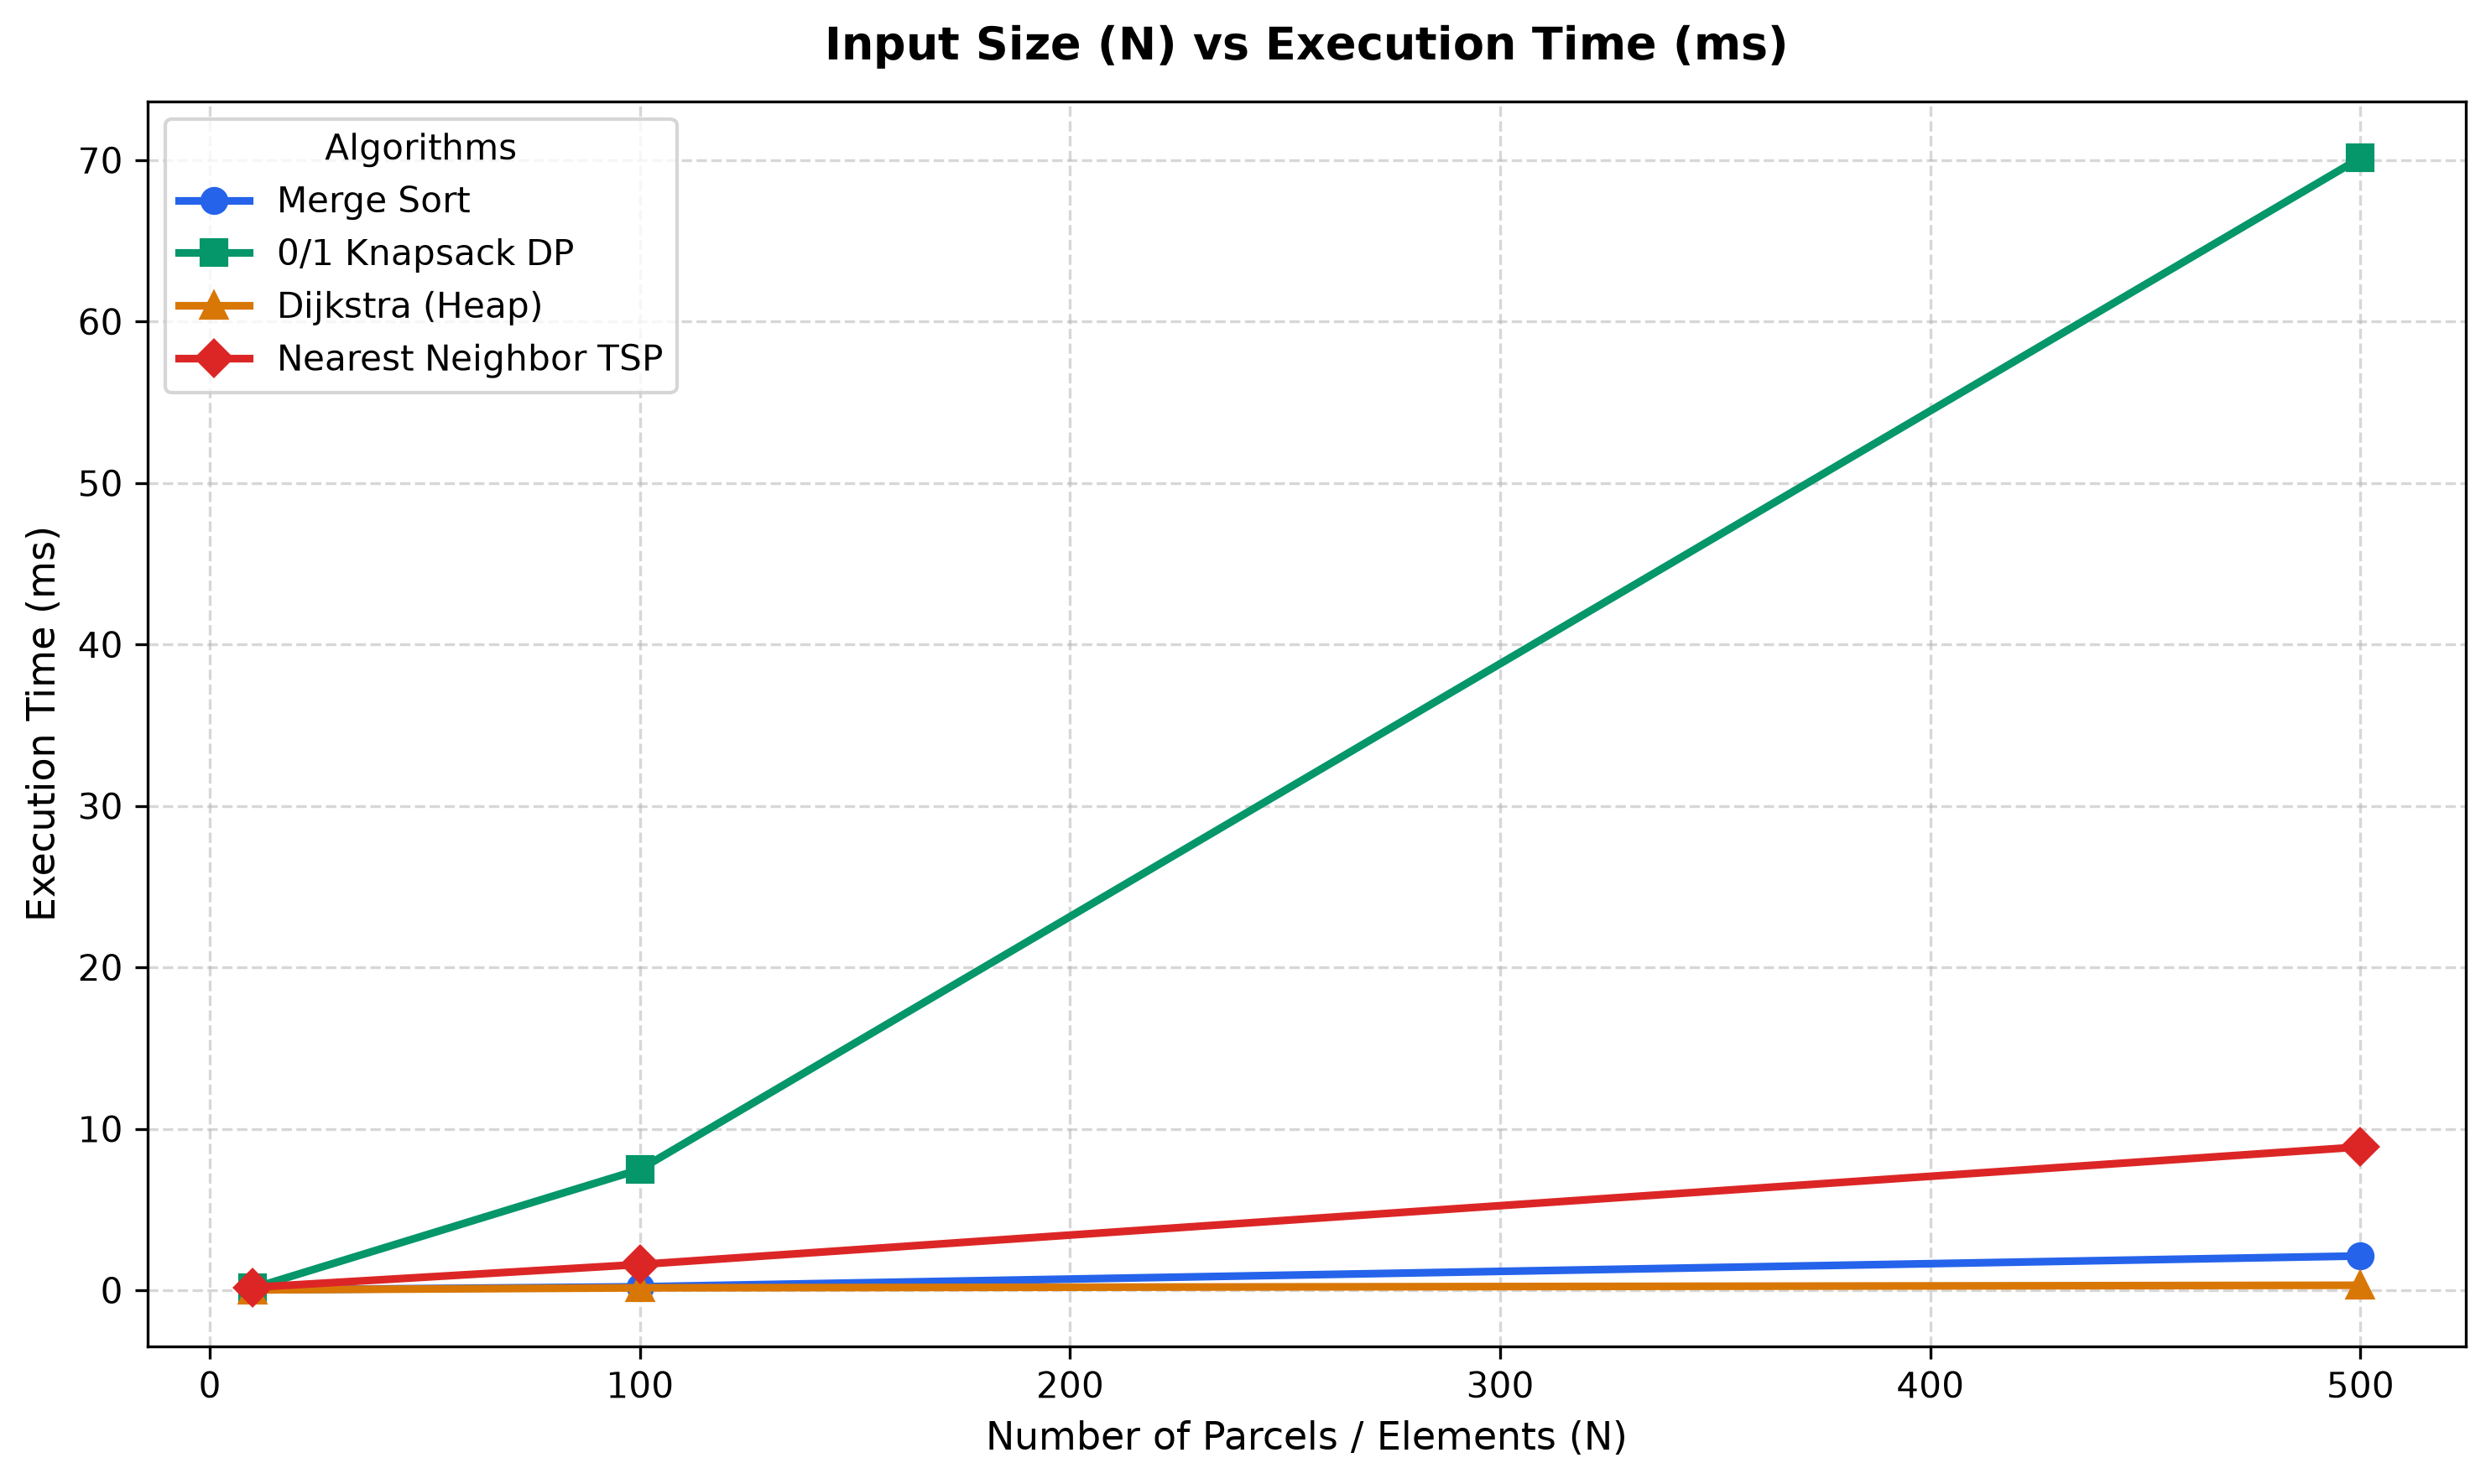 Input Size (N) vs Execution Time (ms)
Algorithms
Merge Sort
0/1 Knapsack DP
Dijkstra (Heap)
Nearest Neighbor TSP
Execution Time (ms)
70
60
50
40
30
20
10
0
0 100 200 300 400 500
Number of Parcels / Elements (N)